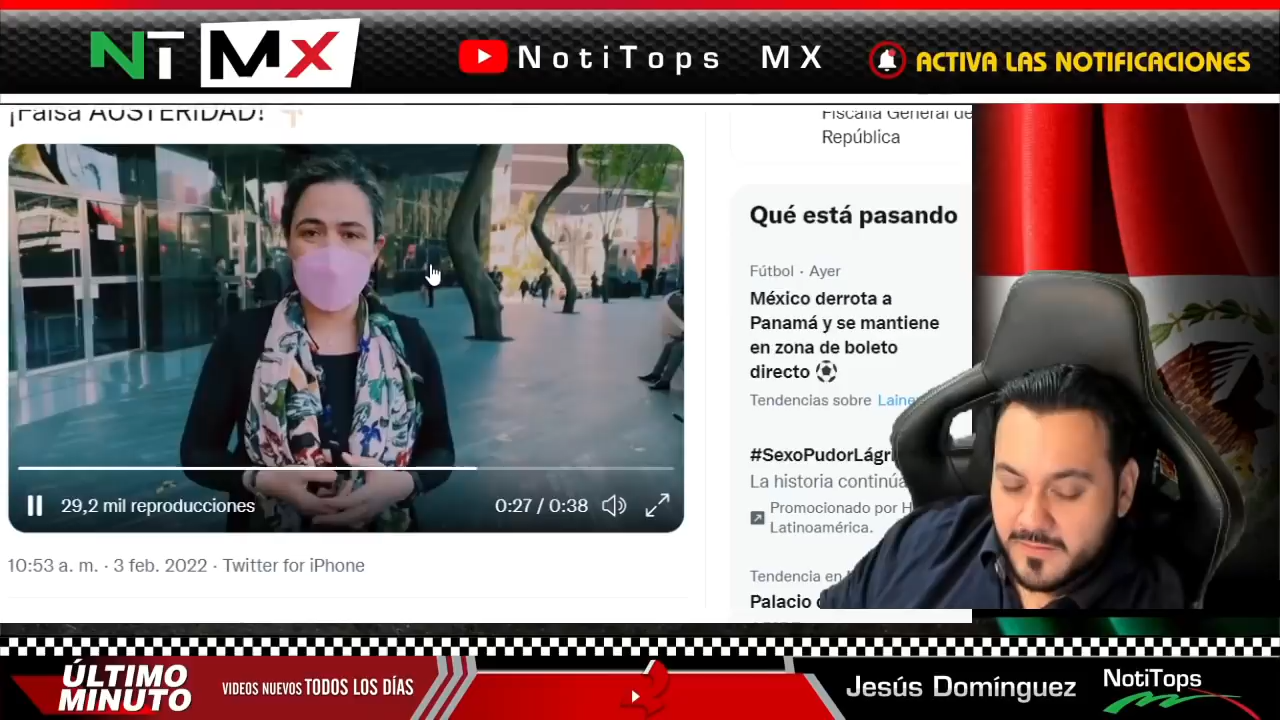 NT MX
NotiTops MX
ACTIVA LAS NOTIFICACIONES
¡Falsa AUSTERIDAD!
29,2 mil reproducciones
0:27 / 0:38
10:53 a. m. · 3 feb. 2022 · Twitter for iPhone
Fiscalía General de
República
Qué está pasando
Fútbol · Ayer
México derrota a
Panamá y se mantiene
en zona de boleto
directo
Tendencias sobre Laine
#SexoPudorLágri
La historia continúa
Promocionado por H
Latinoamérica.
Tendencia en
Palacio
ÚLTIMO
MINUTO
VIDEOS NUEVOS TODOS LOS DÍAS
Jesús Domínguez
NotiTops